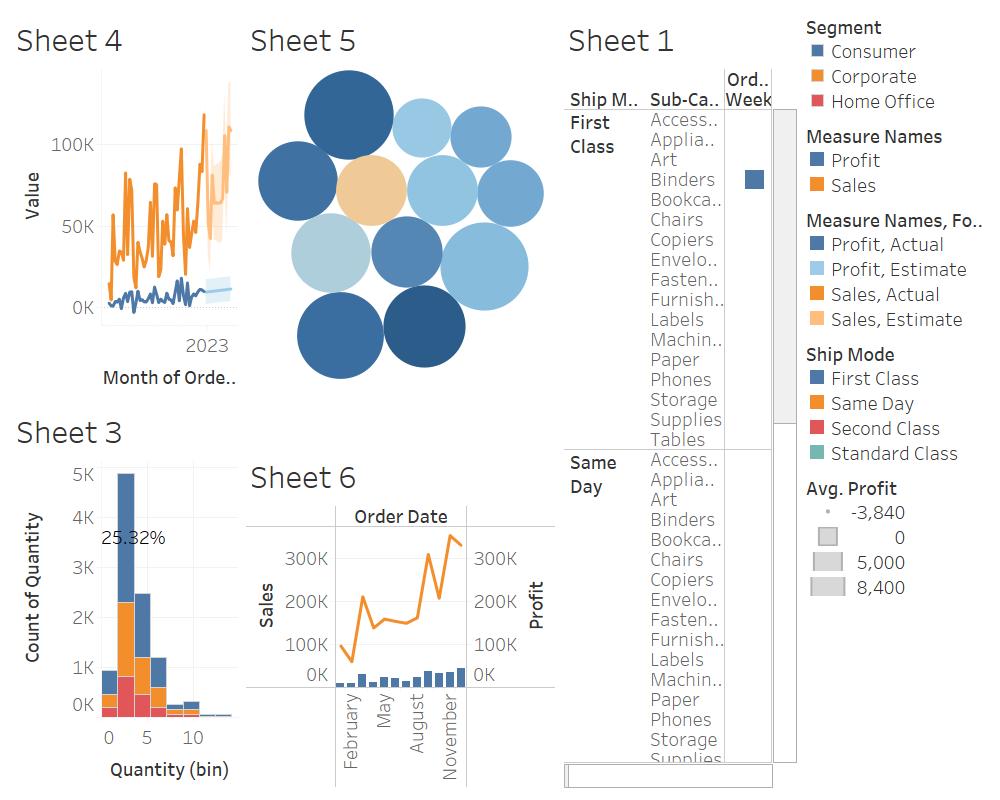 Sheet 4
100K
50K
0K
Value
2023
Month of Orde..
Sheet 5
Sheet 1
Ship M..
Sub-Ca..
Ord..
Week
First
Class
Access..
Applia..
Art
Binders
Bookca..
Chairs
Copiers
Envelo..
Fasten..
Furnish..
Labels
Machin..
Paper
Phones
Storage
Supplies
Tables
Same
Day
Access..
Applia..
Art
Binders
Bookca..
Chairs
Copiers
Envelo..
Fasten..
Furnish..
Labels
Machin..
Paper
Phones
Storage
Supplies
Segment
Consumer
Corporate
Home Office
Measure Names
Profit
Sales
Measure Names, Fo..
Profit, Actual
Profit, Estimate
Sales, Actual
Sales, Estimate
Ship Mode
First Class
Same Day
Second Class
Standard Class
Avg. Profit
-3,840
0
5,000
8,400
Sheet 3
5K
4K
3K
2K
1K
0K
Count of Quantity
25.32%
0
5
10
Quantity (bin)
Sheet 6
Order Date
300K
200K
100K
0K
Sales
300K
200K
100K
0K
Profit
February
May
August
November